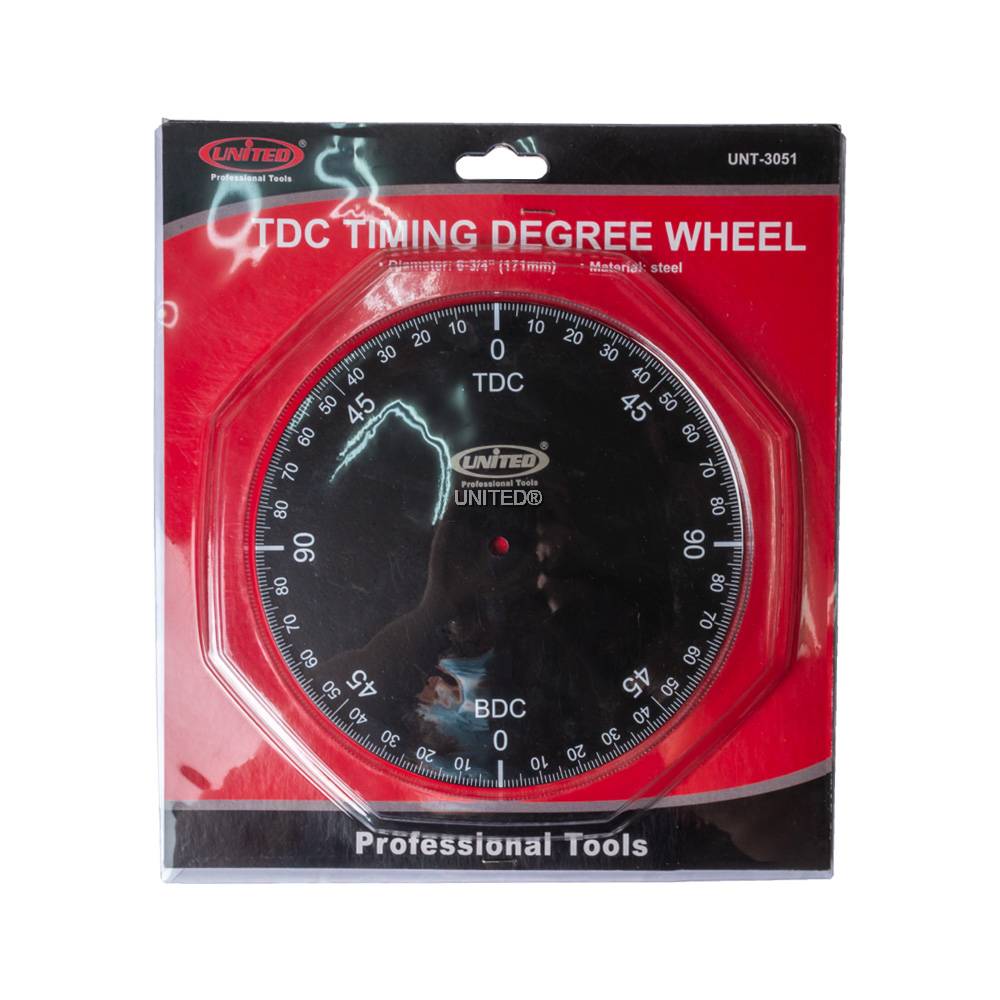 UNITED®
Professional Tools
UNT-3051
TDC TIMING DEGREE WHEEL
• Diameter: 6-3/4" (171mm) • Material: steel
10 0 10
20 20
30 30
40 40
45 45
50 50
60 60
TDC
70 70
80 80
UNITED®
Professional Tools
UNITED®
90 90
80 80
70 70
60 60
50 50
45 45
40 40
BDC
30 30
20 20
10 0 10
Professional Tools